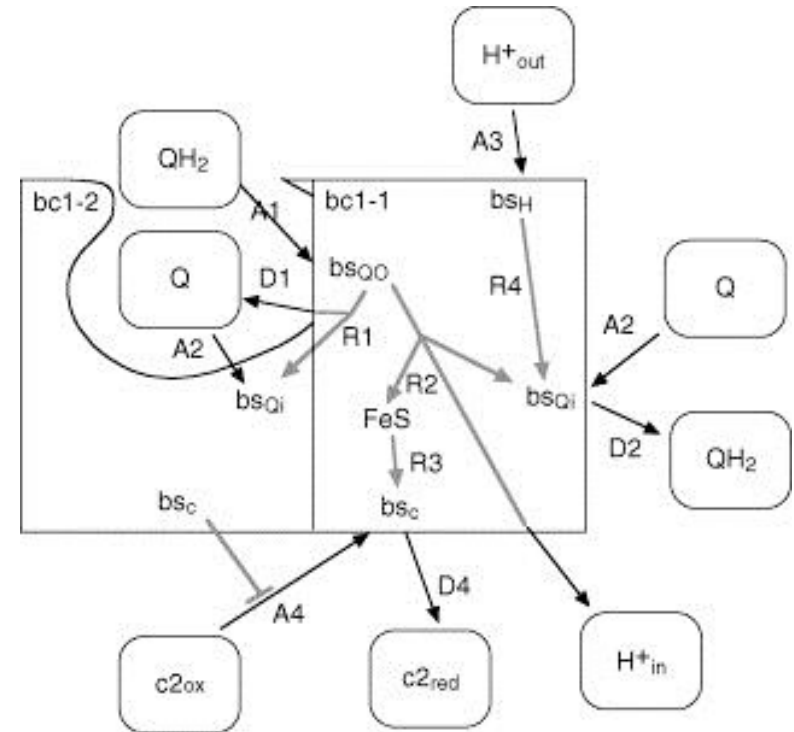 H+out
A3
QH2
bc1-2
A1
bc1-1
bsH
bsQO
Q
D1
R4
Q
R1
A2
A2
R2
bsQi
bsQi
FeS
D2
R3
QH2
bsc
bsc
A4
D4
c2ox
c2red
H+in